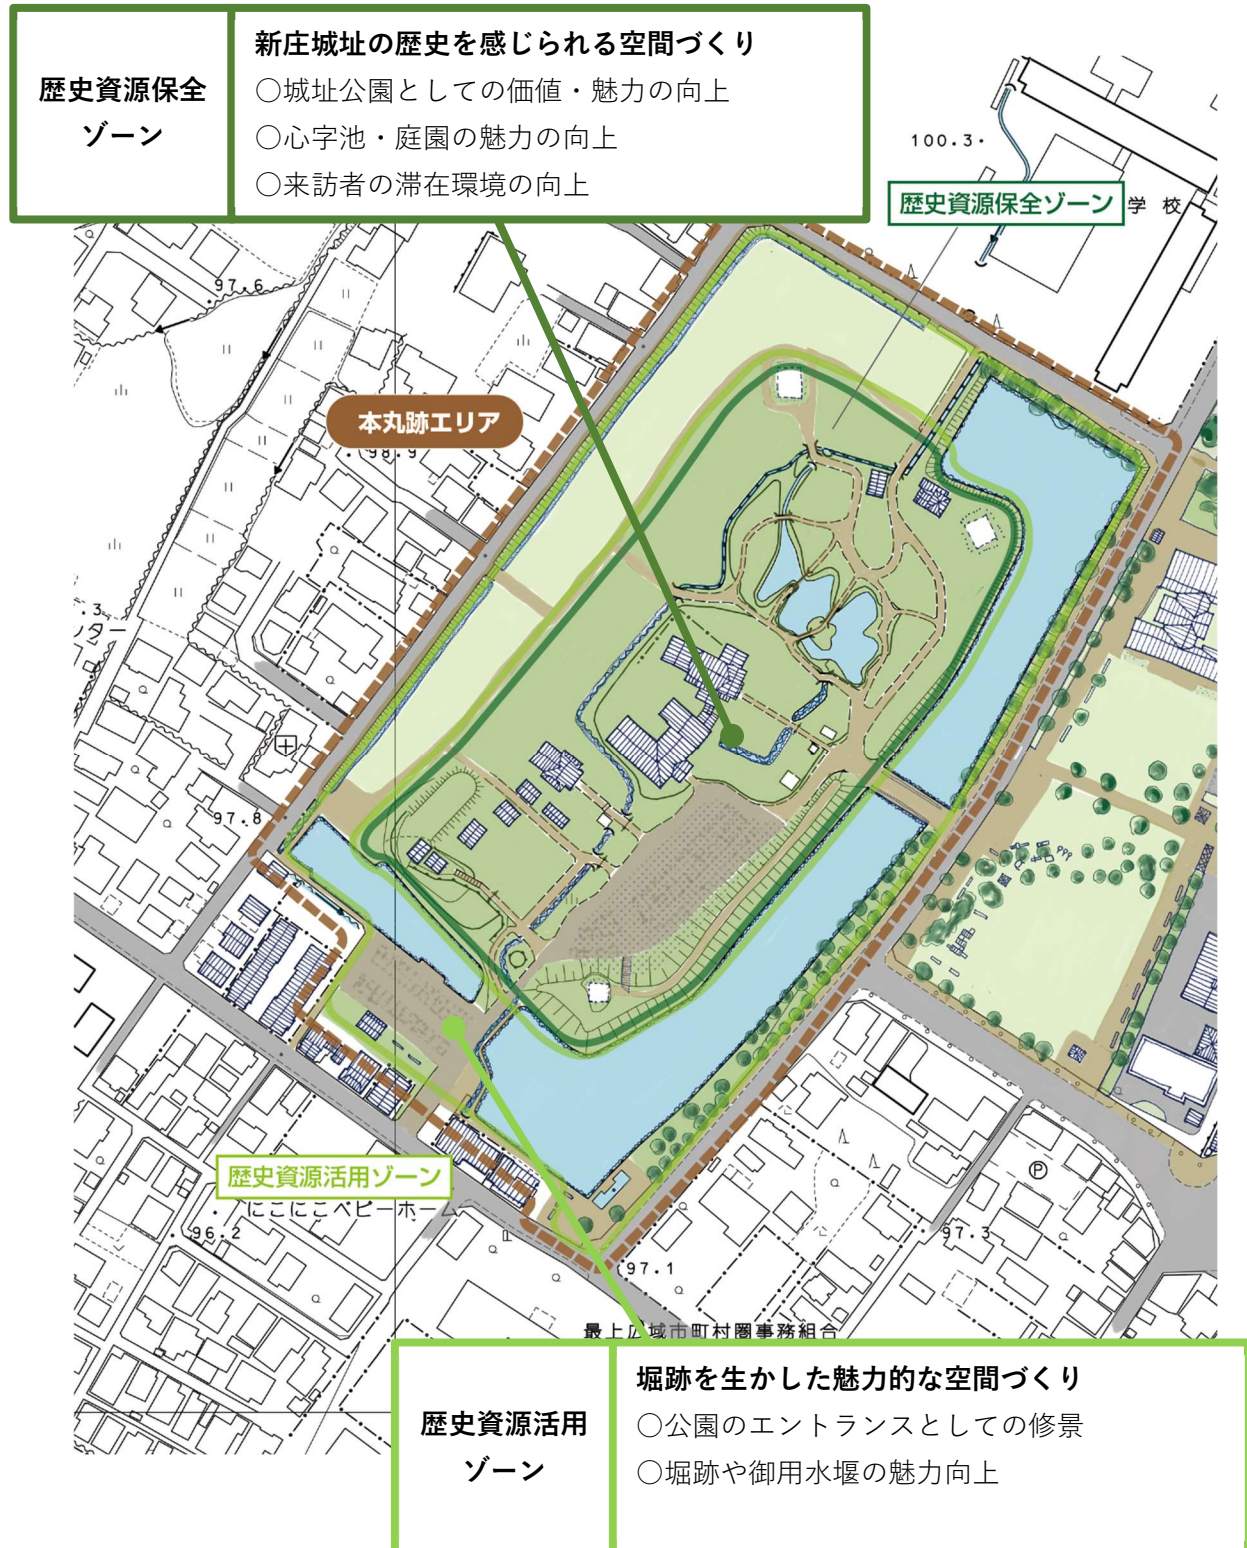 歴史資源保全
ゾーン
新庄城址の歴史を感じられる空間づくり
○城址公園としての価値・魅力の向上
○心字池・庭園の魅力の向上
○来訪者の滞在環境の向上
100.3
歴史資源保全ゾーン
学 校
97.6
本丸跡エリア
98.9
.3
ター
97.8
歴史資源活用ゾーン
にこにこベビーホーム
96.2
97.1
97.3
P
最上広域市町村圏事務組合
歴史資源活用
ゾーン
堀跡を生かした魅力的な空間づくり
○公園のエントランスとしての修景
○堀跡や御用水堰の魅力向上